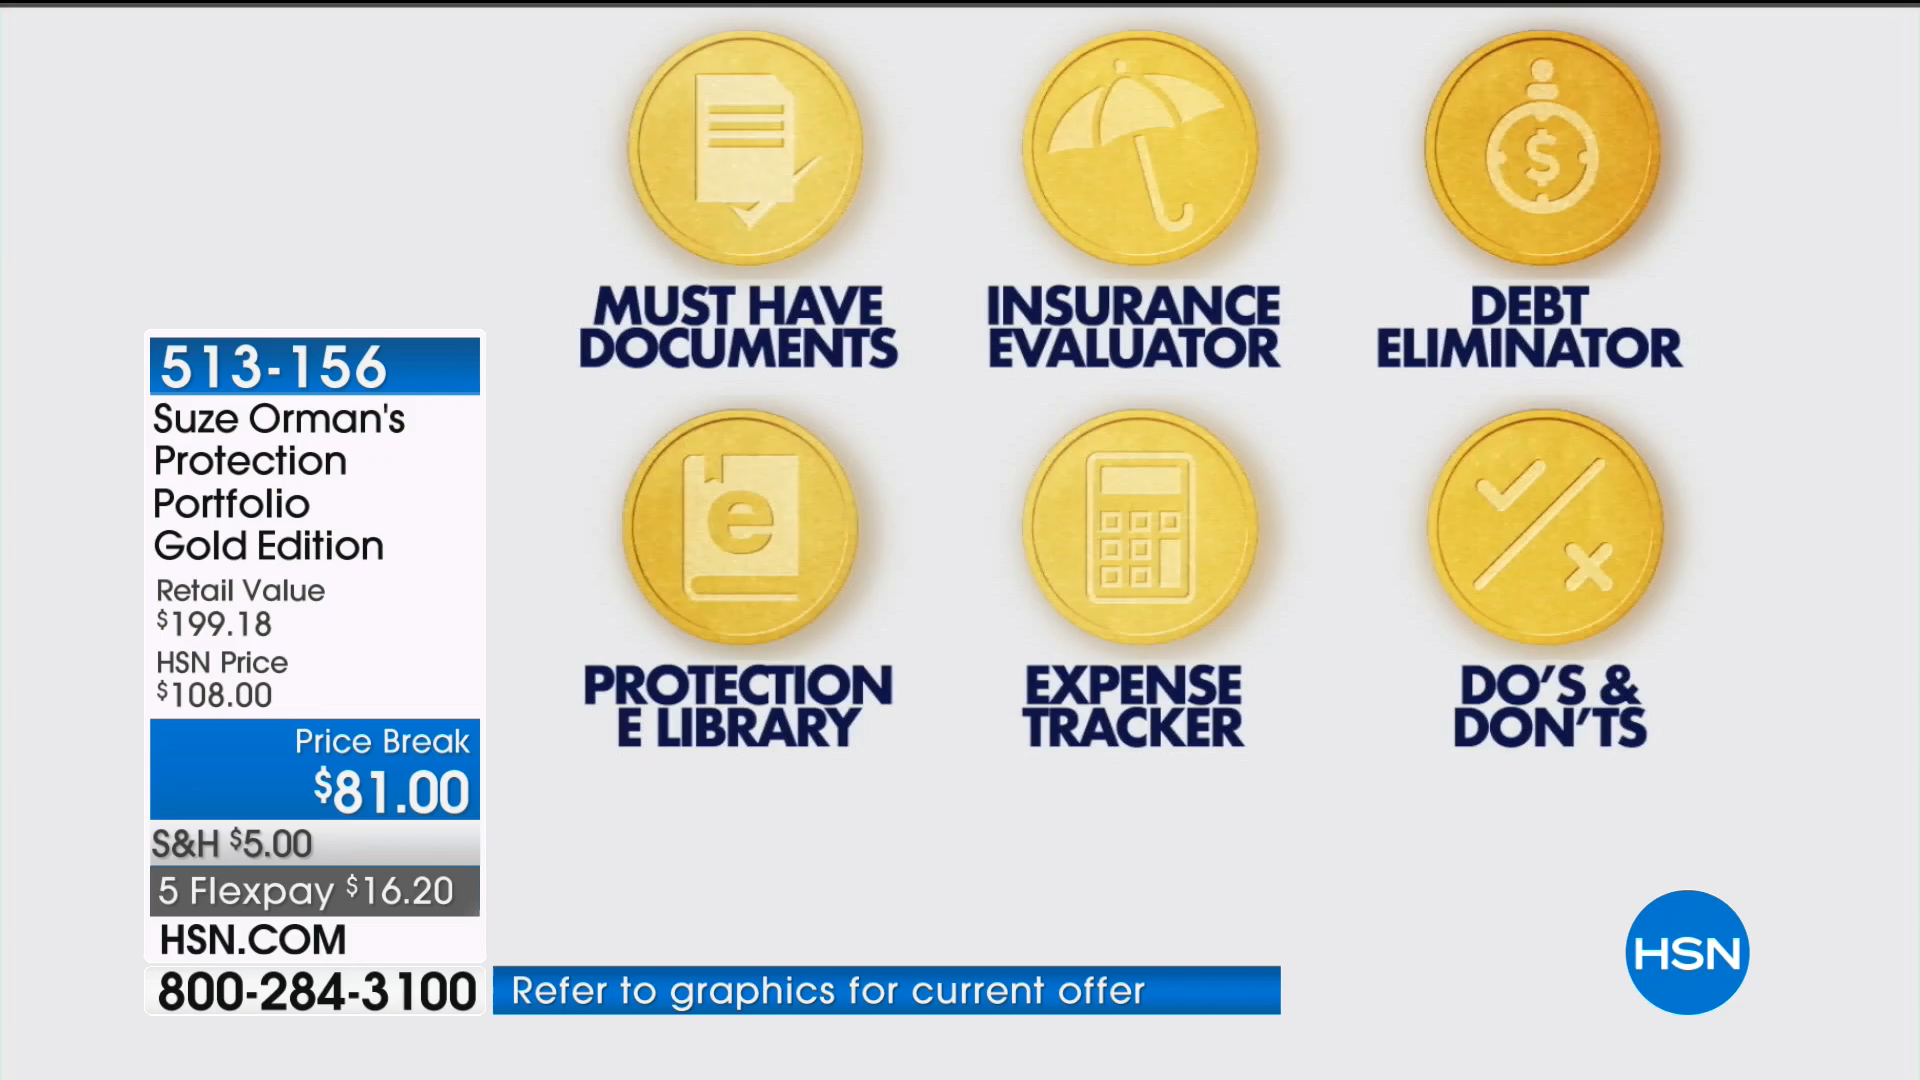 MUST HAVE
DOCUMENTS
INSURANCE
EVALUATOR
DEBT
ELIMINATOR
$
e
PROTECTION
E LIBRARY
EXPENSE
TRACKER
DO'S &
DON'TS
513-156
Suze Orman's
Protection
Portfolio
Gold Edition
Retail Value
$199.18
HSN Price
$108.00
Price Break
$81.00
S&H $5.00
5 Flexpay $16.20
HSN.COM
800-284-3100
Refer to graphics for current offer
HSN